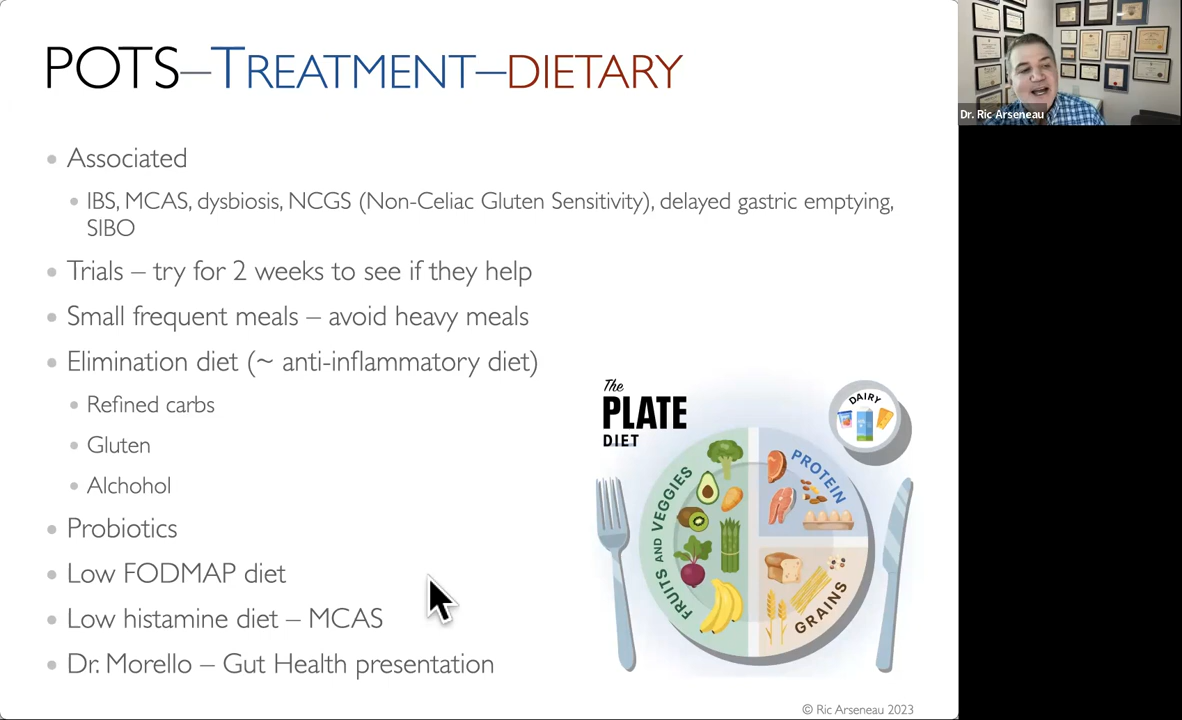 POTS–TREATMENT–DIETARY
Associated
IBS, MCAS, dysbiosis, NCGS (Non-Celiac Gluten Sensitivity), delayed gastric emptying,
SIBO
Trials – try for 2 weeks to see if they help
Small frequent meals – avoid heavy meals
Elimination diet (~ anti-inflammatory diet)
Refined carbs
Gluten
Alchohol
Probiotics
Low FODMAP diet
Low histamine diet – MCAS
Dr. Morello – Gut Health presentation
The
PLATE
DIET
DAIRY
FRUITS AND VEGGIES
PROTEIN
GRAINS
© Ric Arseneau 2023
Dr. Ric Arseneau